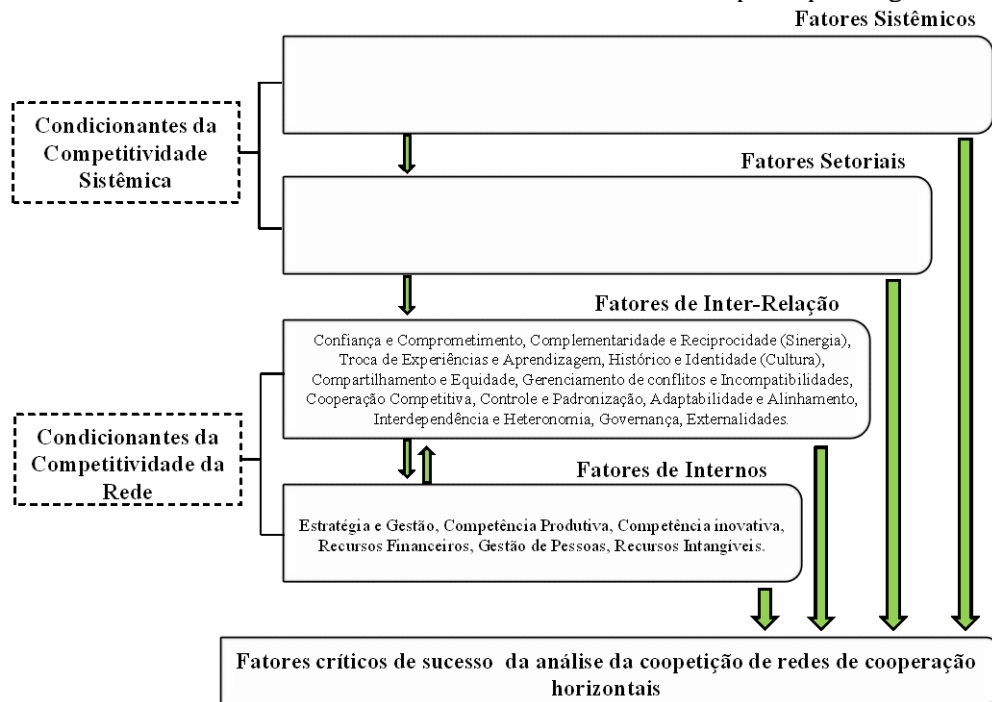 Fatores Sistêmicos
Condicionantes da
Competitividade
Sistêmica
Fatores Setoriais
Fatores de Inter-Relação
Confiança e Comprometimento, Complementaridade e Reciprocidade (Sinergia),
Troca de Experiências e Aprendizagem, Histórico e Identidade (Cultura),
Compartilhamento e Equidade, Gerenciamento de conflitos e Incompatibilidades,
Cooperação Competitiva, Controle e Padronização, Adaptabilidade e Alinhamento,
Interdependência e Heteronomia, Governança, Externalidades.
Condicionantes da
Competitividade da
Rede
Fatores de Internos
Estratégia e Gestão, Competência Produtiva, Competência inovativa,
Recursos Financeiros, Gestão de Pessoas, Recursos Intangíveis.
Fatores críticos de sucesso da análise da coopetição de redes de cooperação
horizontais